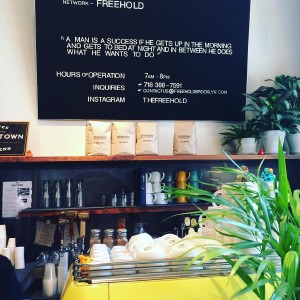 NETWORK – FREEHOLD
"A MAN IS A SUCCESS IF HE GETS UP IN THE MORNING
AND GETS TO BED AT NIGHT AND IN BETWEEN HE DOES
WHAT HE WANTS TO DO"
HOURS OF OPERATION 7AM – 8PM
INQUIRIES 718 388-7591
CONTACTUS@FREEHOLDBROOKLYN.COM
INSTAGRAM THEFREEHOLD
TOWN